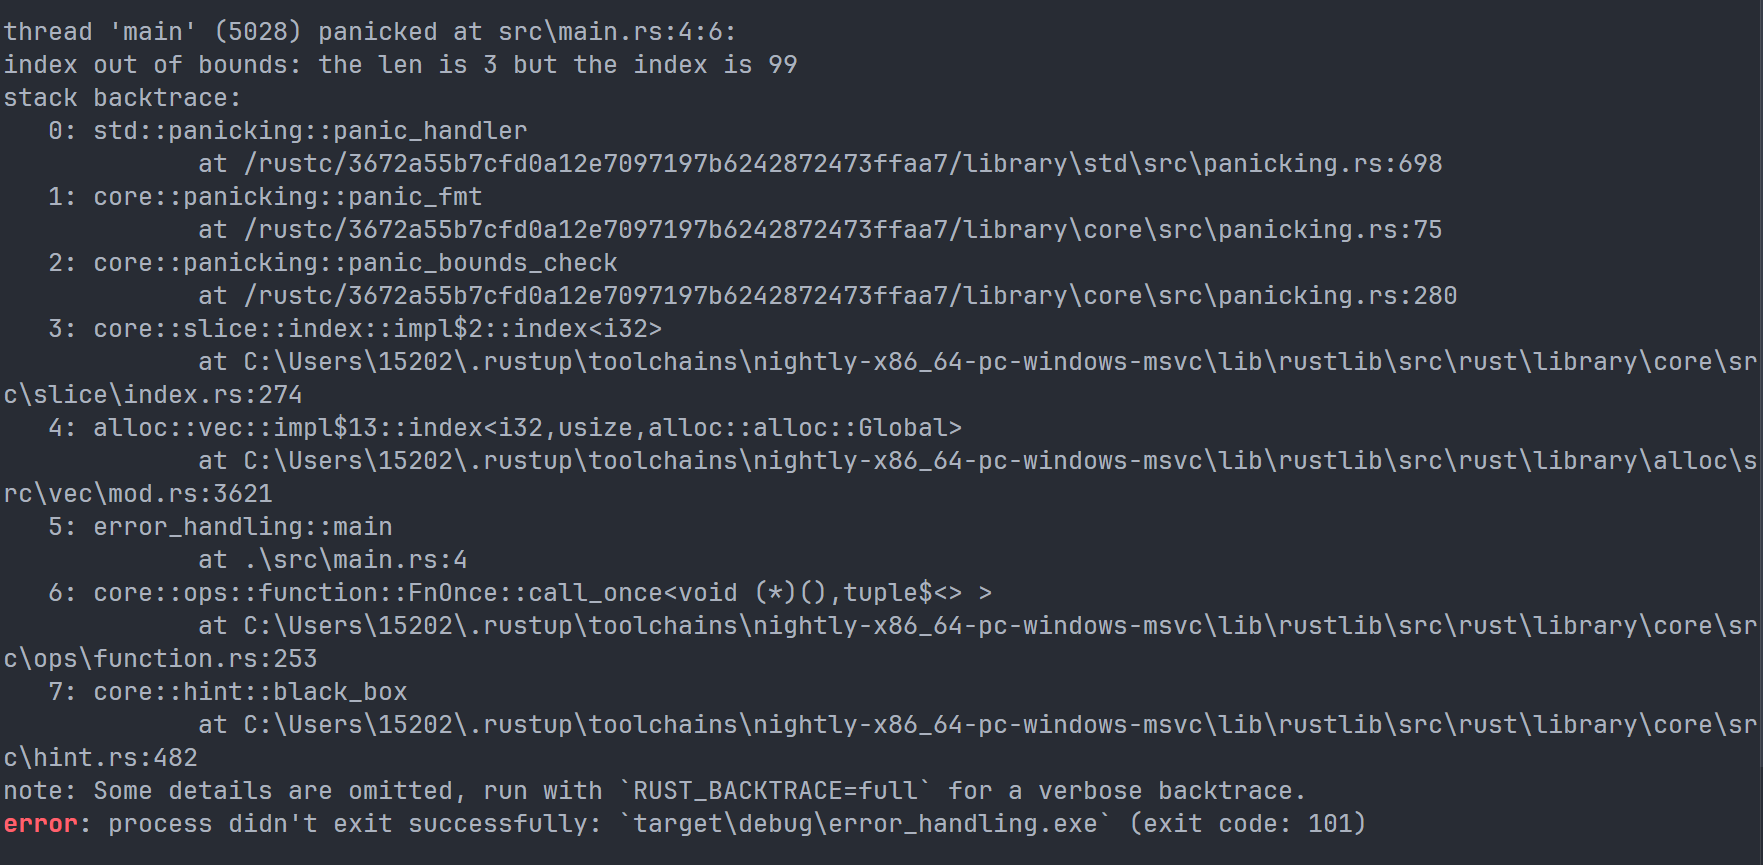 thread 'main' (5028) panicked at src\main.rs:4:6:
index out of bounds: the len is 3 but the index is 99
stack backtrace:
   0: std::panicking::panic_handler
             at /rustc/3672a55b7cfd0a12e7097197b6242872473ffaa7/library\std\src\panicking.rs:698
   1: core::panicking::panic_fmt
             at /rustc/3672a55b7cfd0a12e7097197b6242872473ffaa7/library\core\src\panicking.rs:75
   2: core::panicking::panic_bounds_check
             at /rustc/3672a55b7cfd0a12e7097197b6242872473ffaa7/library\core\src\panicking.rs:280
   3: core::slice::index::impl$2::index<i32>
             at C:\Users\15202\.rustup\toolchains\nightly-x86_64-pc-windows-msvc\lib\rustlib\src\rust\library\core\sr
c\slice\index.rs:274
   4: alloc::vec::impl$13::index<i32,usize,alloc::alloc::Global>
             at C:\Users\15202\.rustup\toolchains\nightly-x86_64-pc-windows-msvc\lib\rustlib\src\rust\library\alloc\s
rc\vec\mod.rs:3621
   5: error_handling::main
             at .\src\main.rs:4
   6: core::ops::function::FnOnce::call_once<void (*)(),tuple$<> >
             at C:\Users\15202\.rustup\toolchains\nightly-x86_64-pc-windows-msvc\lib\rustlib\src\rust\library\core\sr
c\ops\function.rs:253
   7: core::hint::black_box
             at C:\Users\15202\.rustup\toolchains\nightly-x86_64-pc-windows-msvc\lib\rustlib\src\rust\library\core\sr
c\hint.rs:482
note: Some details are omitted, run with `RUST_BACKTRACE=full` for a verbose backtrace.
error: process didn't exit successfully: `target\debug\error_handling.exe` (exit code: 101)